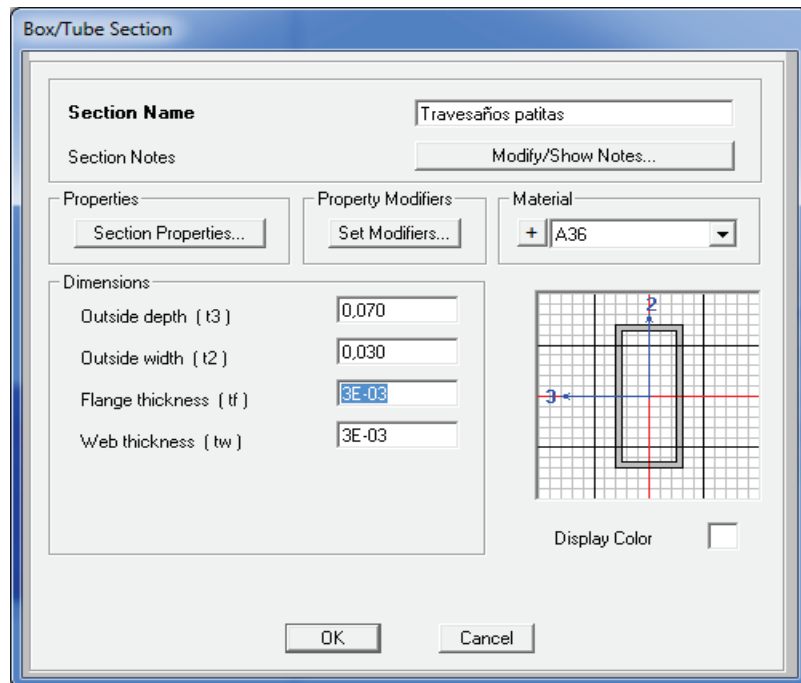 Box/Tube Section
Section Name Travesaños patitas
Section Notes Modify/Show Notes...
Properties Property Modifiers Material
Section Properties... Set Modifiers... + A36
Dimensions
Outside depth ( t3 ) 0,070
Outside width ( t2 ) 0,030
Flange thickness ( tf ) 3E-03
Web thickness ( tw ) 3E-03
2
3
Display Color
OK Cancel